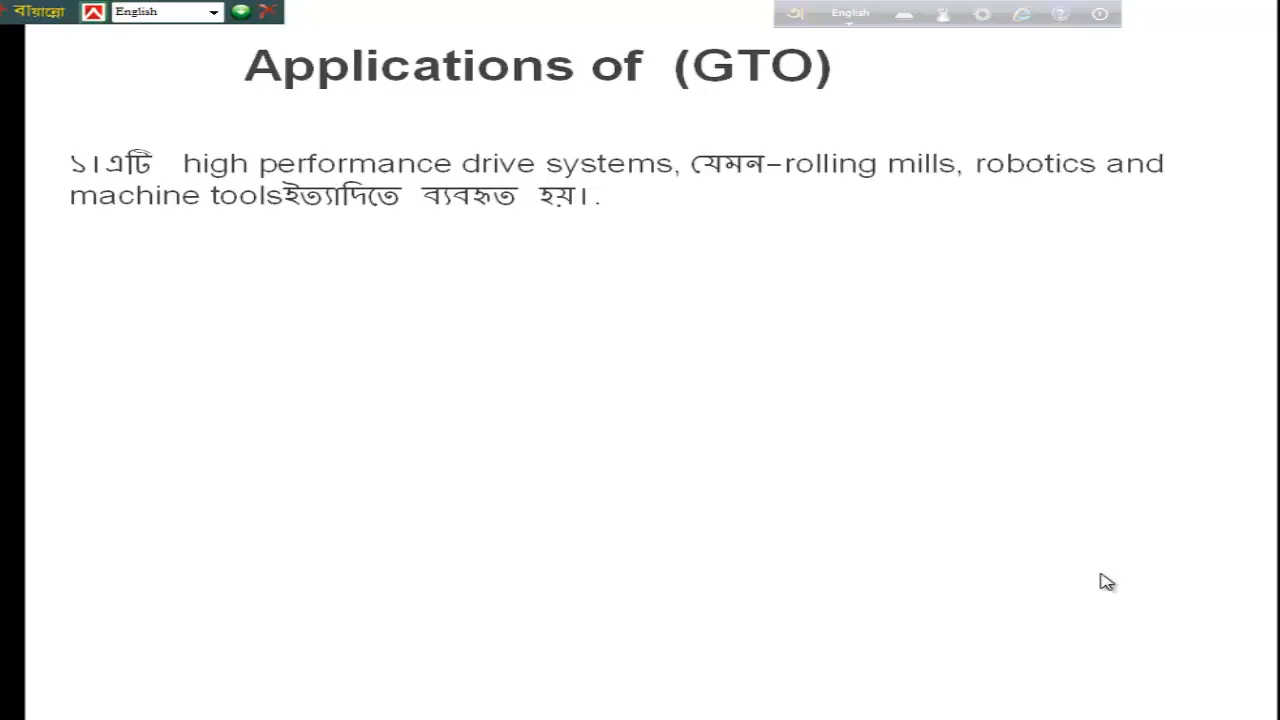 বায়ান্নো English English
Applications of (GTO)
১।এটি high performance drive systems, যেমন–rolling mills, robotics and
machine toolsইত্যাদিতে ব্যবহৃত হয়।.